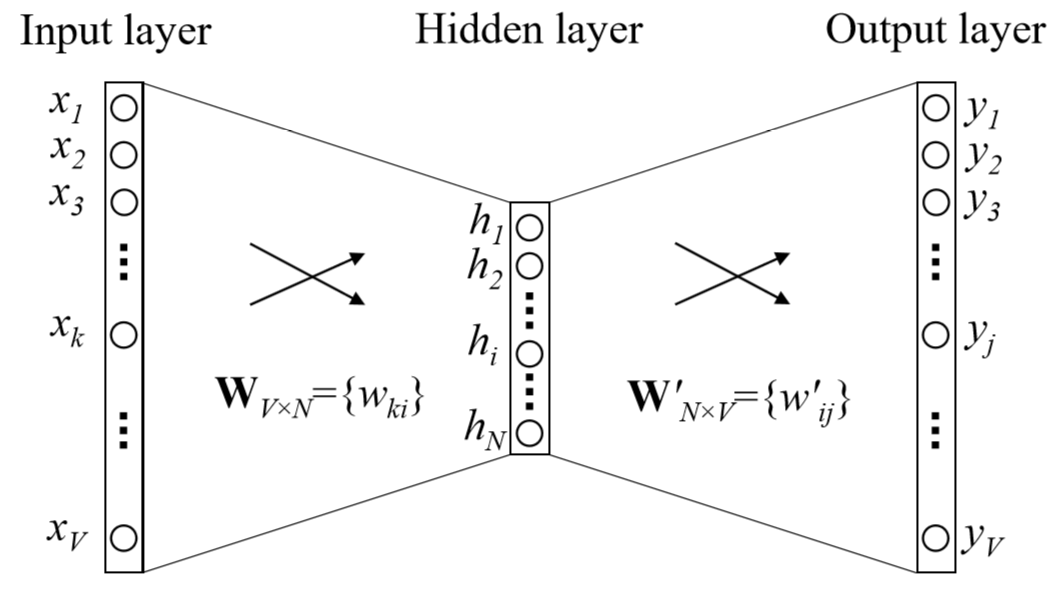 Input layer
Hidden layer
Output layer
x1
x2
x3
xk
xV
h1
h2
hi
hN
W V×N={wki}
W′ N×V={w′ij}
y1
y2
y3
yj
yV